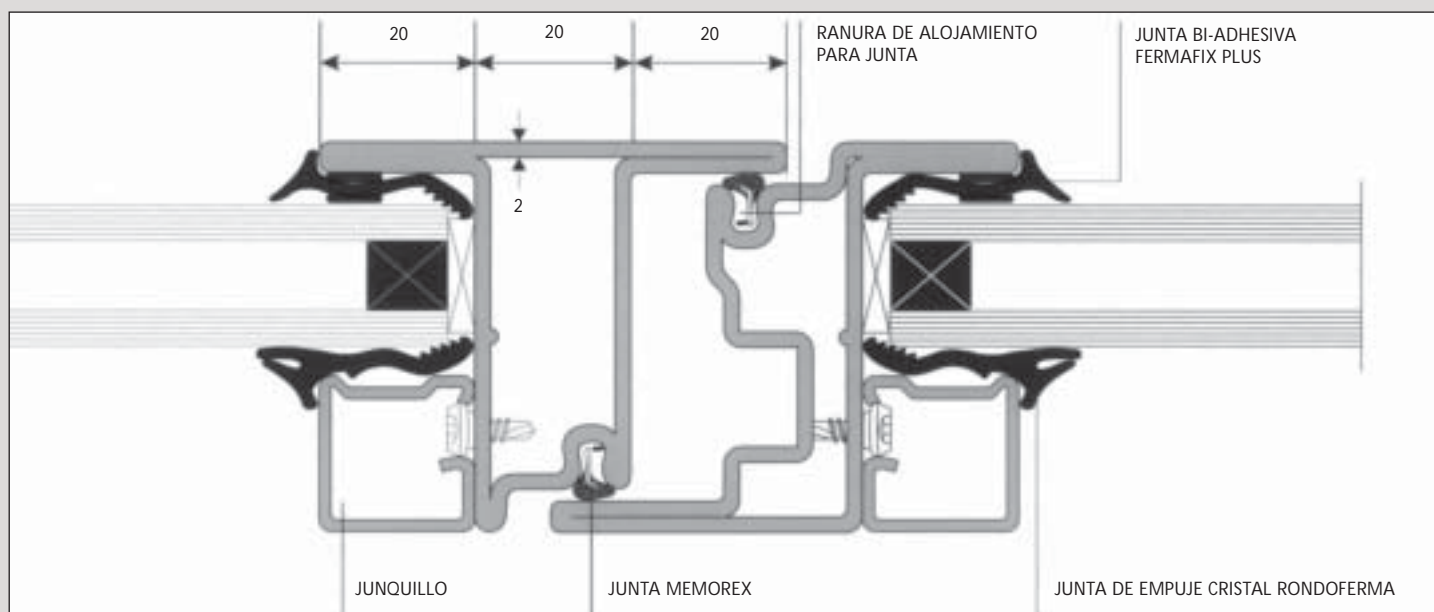 20
20
20
RANURA DE ALOJAMIENTO
PARA JUNTA
JUNTA BI-ADHESIVA
FERMAFIX PLUS
2
JUNQUILLO
JUNTA MEMOREX
JUNTA DE EMPUJE CRISTAL RONDOFERMA